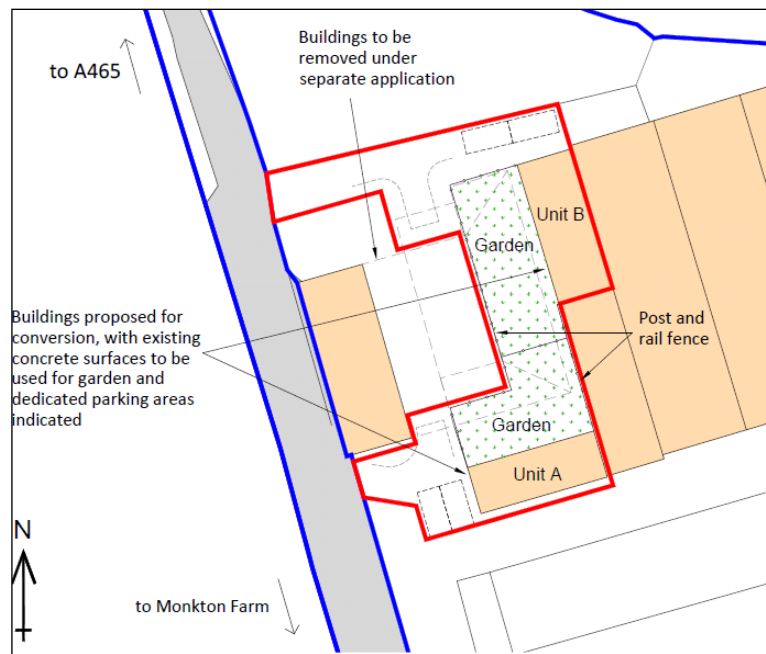 Buildings to be
removed under
separate application
to A465
Unit B
Garden
Buildings proposed for
conversion, with existing
concrete surfaces to be
used for garden and
dedicated parking areas
indicated
Post and
rail fence
Garden
Unit A
N
to Monkton Farm